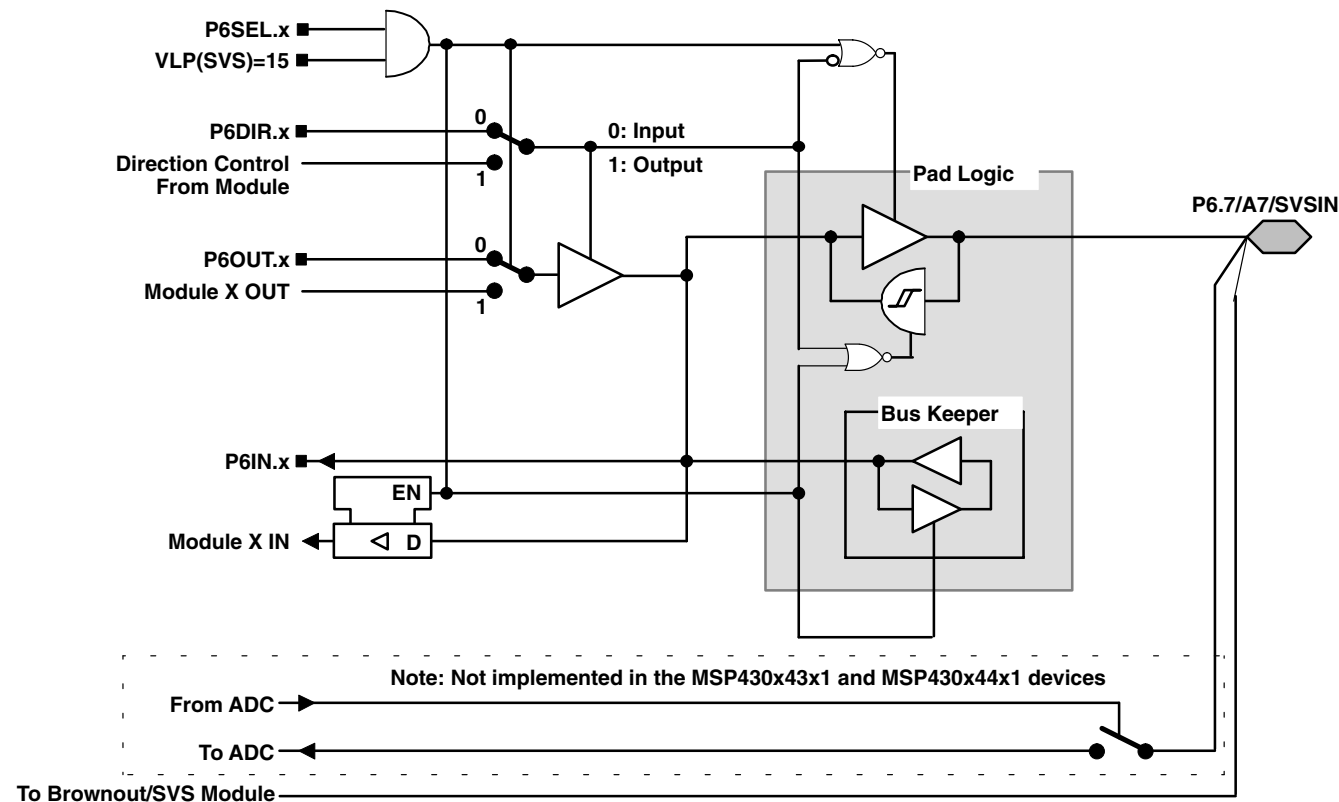 P6SEL.x
VLP(SVS)=15
P6DIR.x
0
0: Input
Direction Control
From Module
1
1: Output
Pad Logic
P6.7/A7/SVSIN
P6OUT.x
0
Module X OUT
1
Bus Keeper
P6IN.x
EN
Module X IN
D
Note: Not implemented in the MSP430x43x1 and MSP430x44x1 devices
From ADC
To ADC
To Brownout/SVS Module